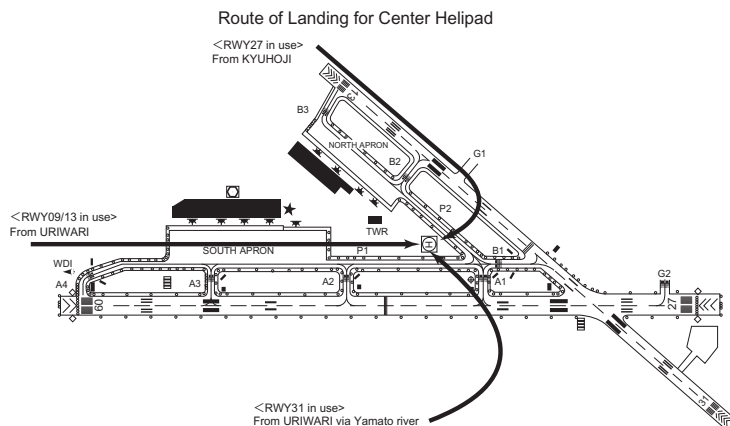 Route of Landing for Center Helipad
<RWY27 in use>
From KYUHOJI
13
B3
NORTH APRON
G1
B2
P2
<RWY09/13 in use>
From URIWARI
TWR
H
SOUTH APRON
P1
B1
WDI
A4
A3
A2
A1
G2
09
27
31
<RWY31 in use>
From URIWARI via Yamato river